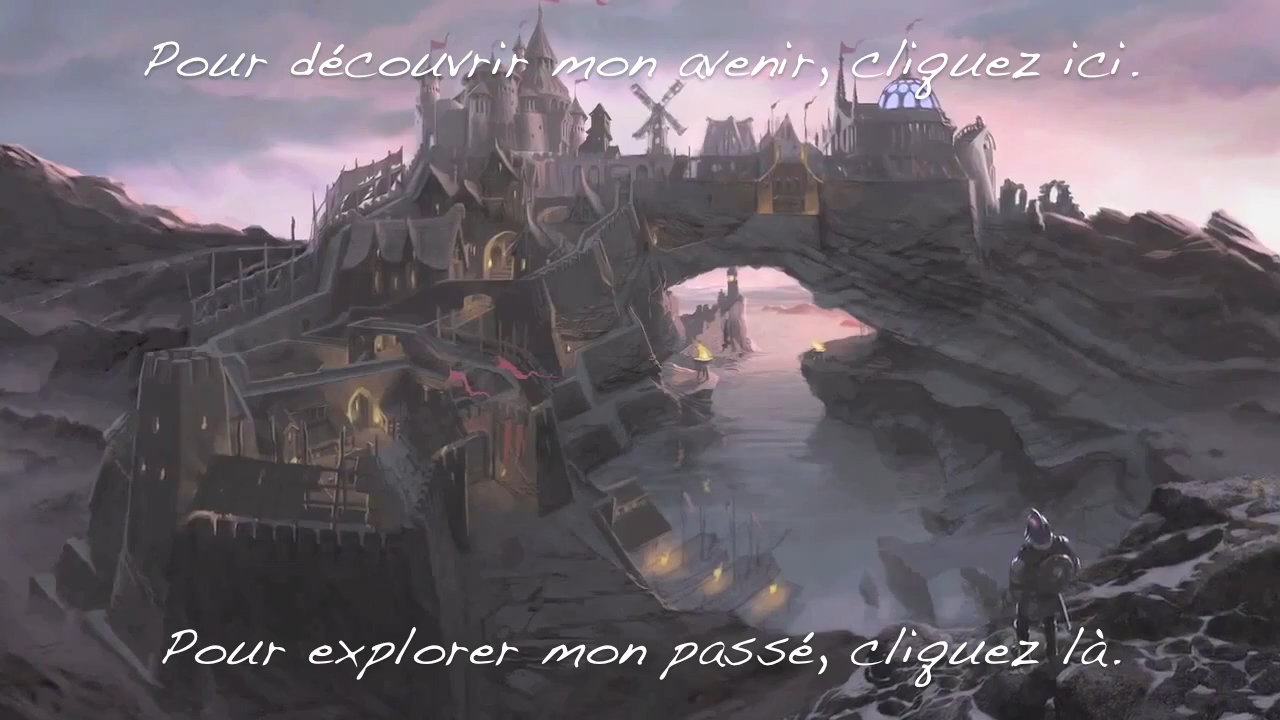 Pour découvrir mon avenir, cliquez ici.
Pour explorer mon passé, cliquez là.